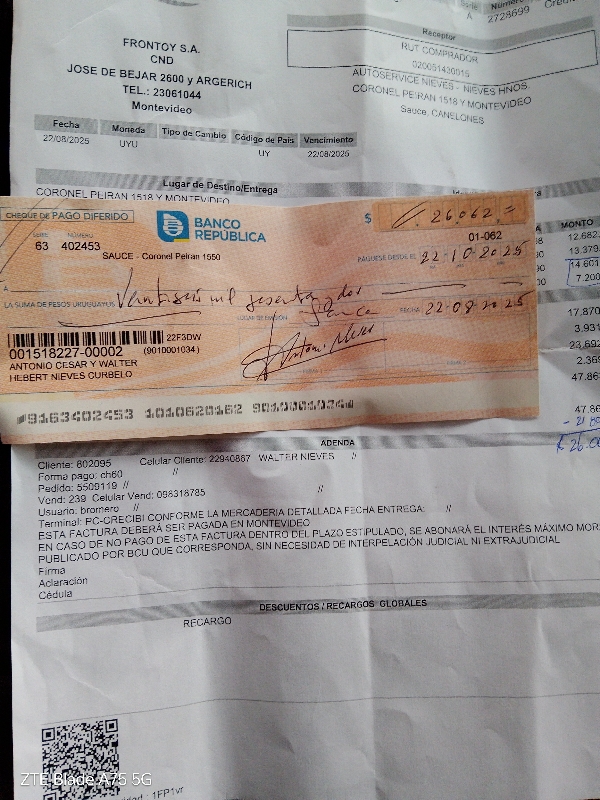 Número
A 2728699
Receptor
FRONTOY S.A.
CND
JOSE DE BEJAR 2600 y ARGERICH
TEL.: 23061044
Montevideo
RUT COMPRADOR
020051430015
AUTOSERVICE NIEVES - NIEVES HNOS.
CORONEL PEIRAN 1518 Y MONTEVIDEO
Sauce, CANELONES
Fecha Moneda Tipo de Cambio Código de Pais Vencimiento
22/08/2025 UYU UY 22/08/2025
Lugar de Destino/Entrega
CORONEL PEIRAN 1518 Y MONTEVIDEO
MONTO
12.682
13.379
14.601
7.200
17.870
3.931
23.692
2.369
47.86
47.86
CHEQUE DE PAGO DIFERIDO
BANCO
REPÚBLICA
$ 26.062 =
SERIE NÚMERO
63 402453
01-062
SAUCE - Coronel Peiran 1550
PAGUESE DESDE EL 22 10 2025
A
LA SUMA DE PESOS URUGUAYOS Veintiseis mil sesenta y dos
LUGAR DE EMISIÓN Sauce FECHA 22 08 2025
22F3DW
001518227-00002 (9010001034)
ANTONIO CESAR Y WALTER
HEBERT NIEVES CURBELO
ADENDA
Cliente: 602095 Celular Cliente: 22940867 WALTER NIEVES //
Forma pago: ch60 //
Pedido: 5509119 //
Vend: 239 Celular Vend: 098318785 //
Usuario: bromero //
Terminal: PC-CRECIBI CONFORME LA MERCADERIA DETALLADA FECHA ENTREGA: //
ESTA FACTURA DEBERÁ SER PAGADA EN MONTEVIDEO
EN CASO DE NO PAGO DE ESTA FACTURA DENTRO DEL PLAZO ESTIPULADO, SE ABONARÁ EL INTERÉS MÁXIMO MOR
PUBLICADO POR BCU QUE CORRESPONDA, SIN NECESIDAD DE INTERPELACIÓN JUDICIAL NI EXTRAJUDICIAL
Firma
Aclaración
Cédula
DESCUENTOS / RECARGOS GLOBALES
RECARGO
ZTE Blade A75 5G